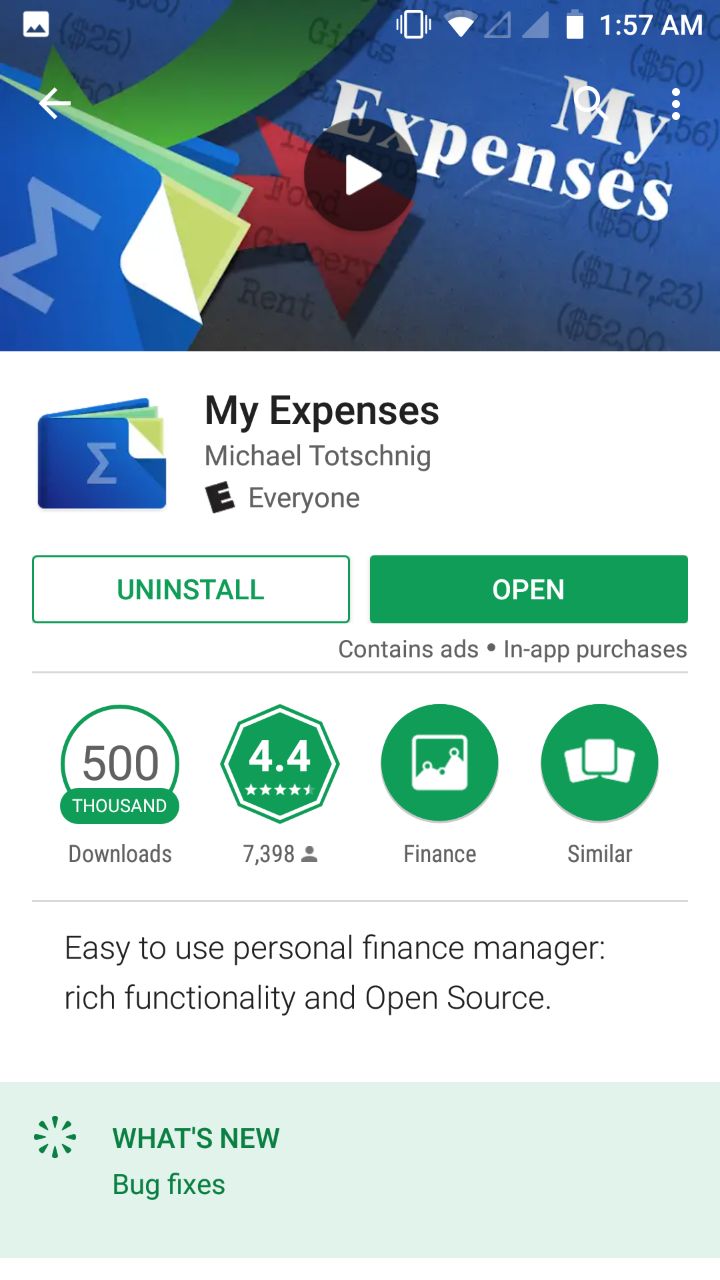 1:57 AM
($25)
Gifts
($50)
My
Expenses
Transport
Food
($50)
Grocery
Rent
($117,23)
($52,00
My Expenses
Michael Totschnig
E Everyone
UNINSTALL
OPEN
Contains ads • In-app purchases
500
THOUSAND
4.4
Downloads
7,398
Finance
Similar
Easy to use personal finance manager:
rich functionality and Open Source.
WHAT'S NEW
Bug fixes